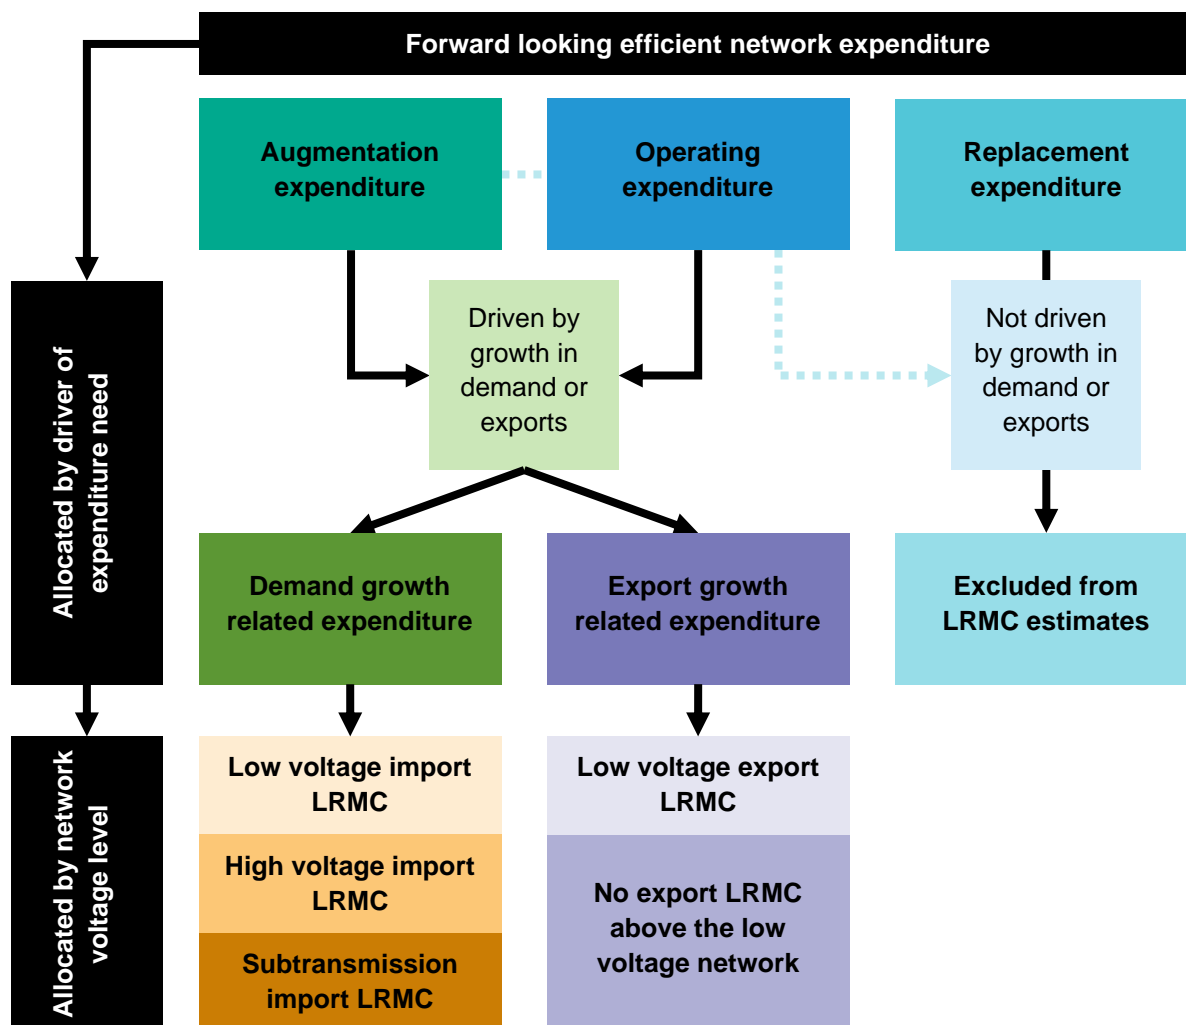 Forward looking efficient network expenditure
Augmentation
expenditure
Operating
expenditure
Replacement
expenditure
Allocated by driver of
expenditure need
Driven by
growth in
demand or
exports
Not driven
by growth in
demand or
exports
Demand growth
related expenditure
Export growth
related expenditure
Excluded from
LRMC estimates
Allocated by network
voltage level
Low voltage import
LRMC
High voltage import
LRMC
Subtransmission
import LRMC
Low voltage export
LRMC
No export LRMC
above the low
voltage network